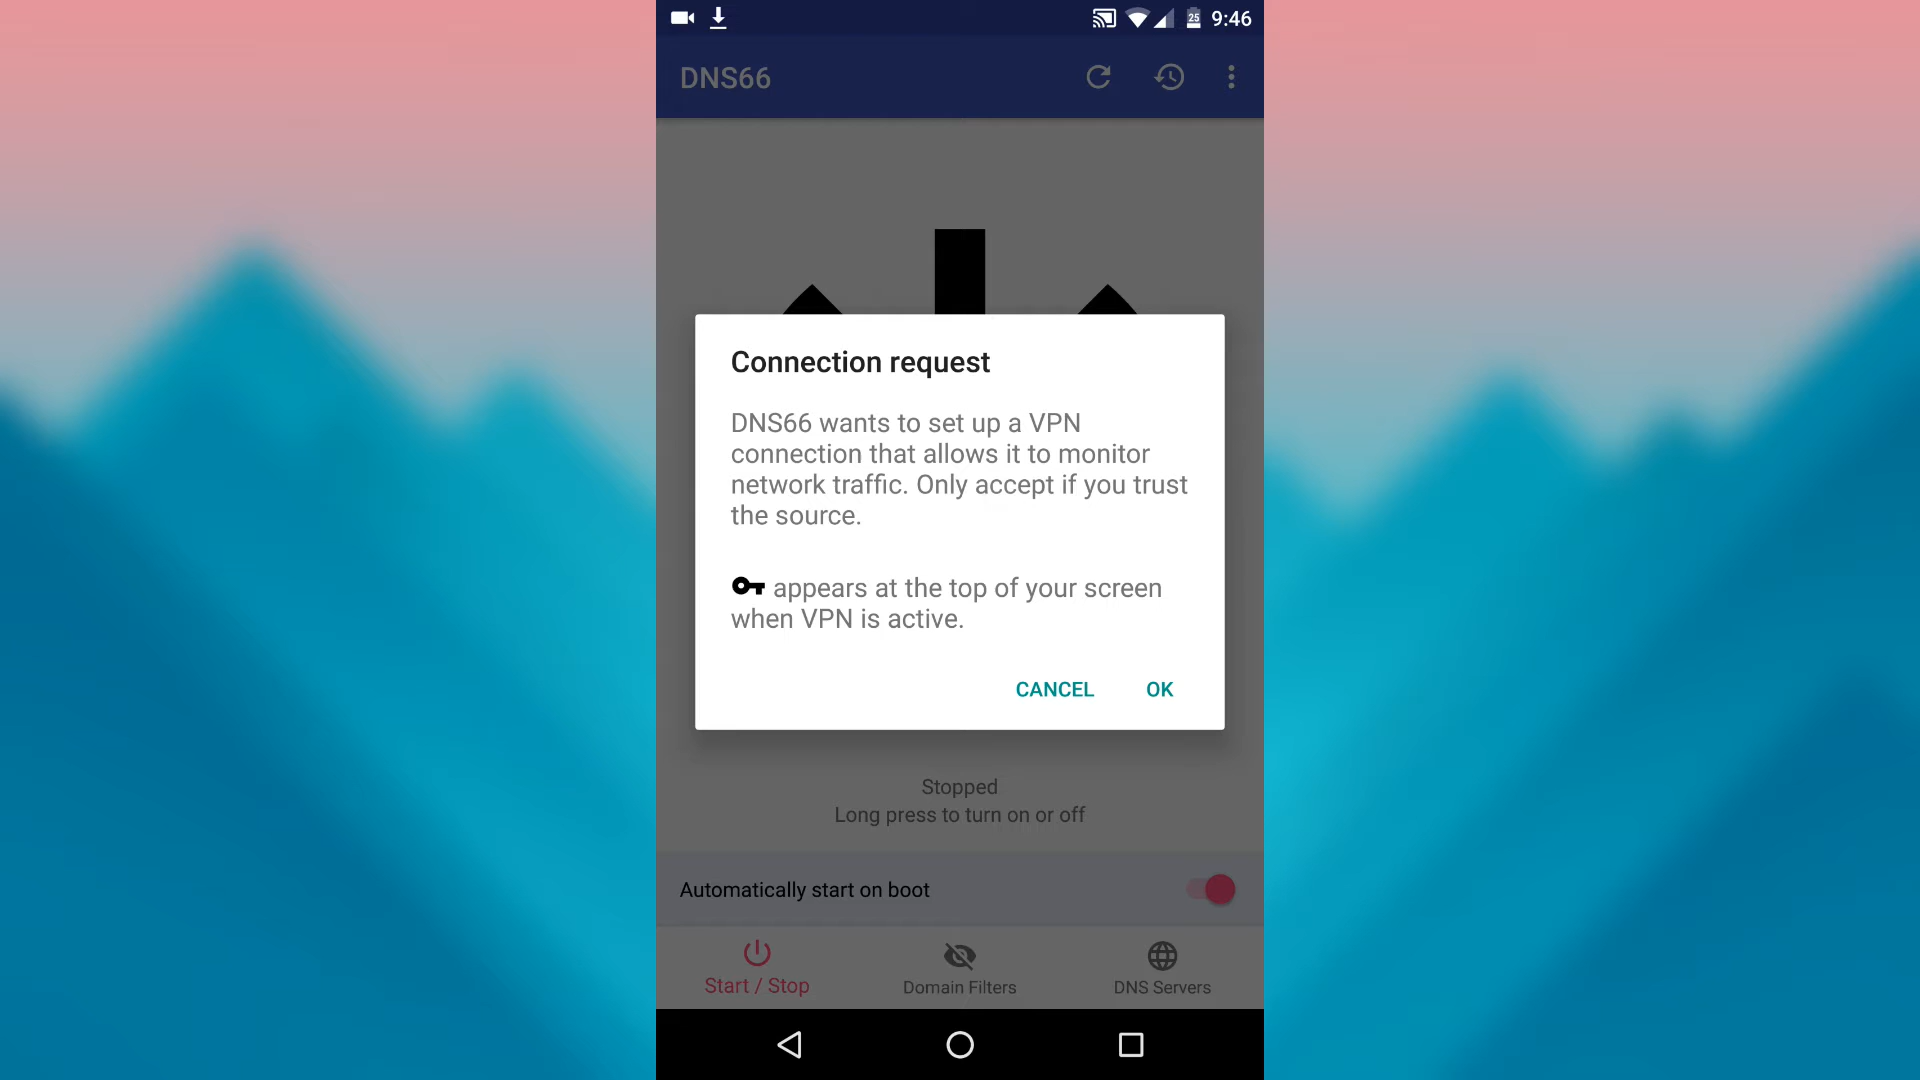 25 9:46
DNS66
Connection request
DNS66 wants to set up a VPN
connection that allows it to monitor
network traffic. Only accept if you trust
the source.
appears at the top of your screen
when VPN is active.
CANCEL OK
Stopped
Long press to turn on or off
Automatically start on boot
Start / Stop Domain Filters DNS Servers